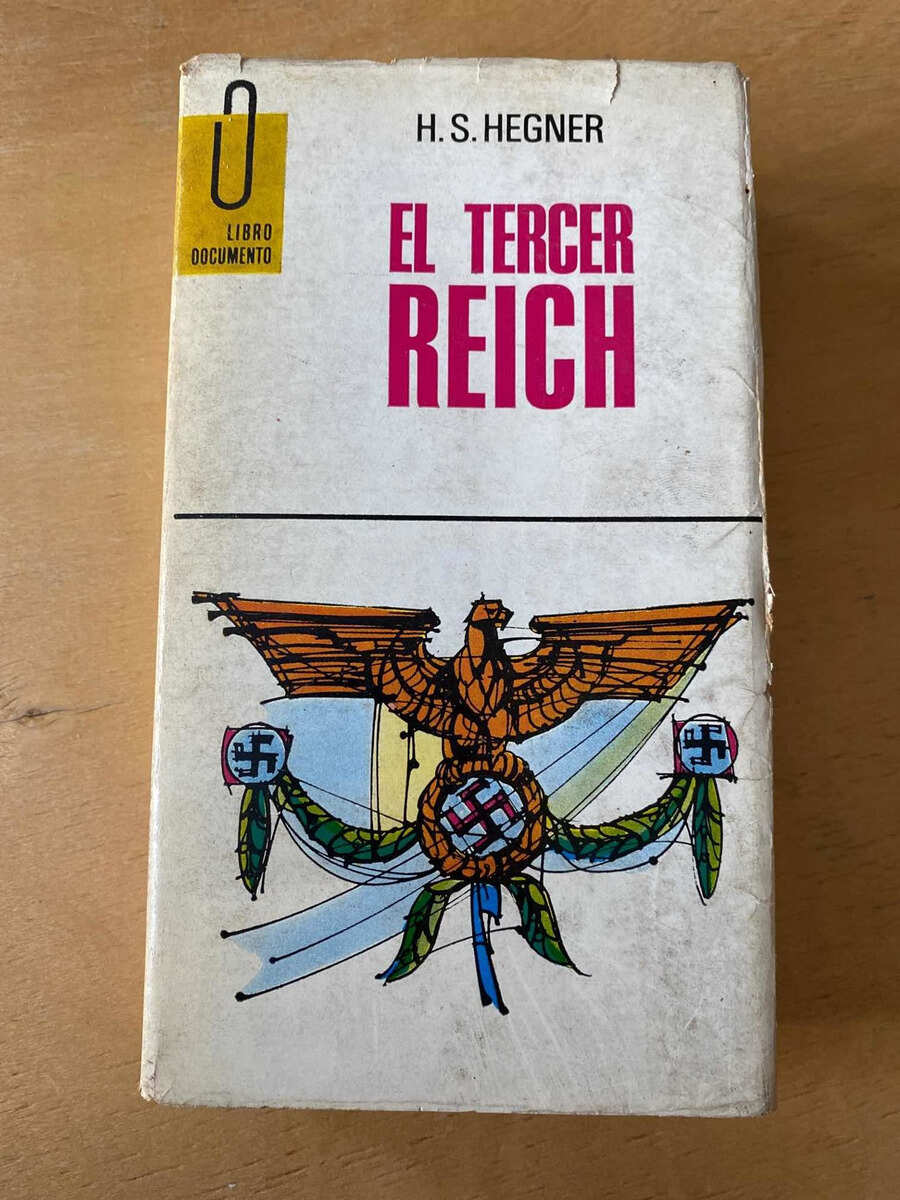 LIBRO
DOCUMENTO
H. S. HEGNER
EL TERCER
REICH